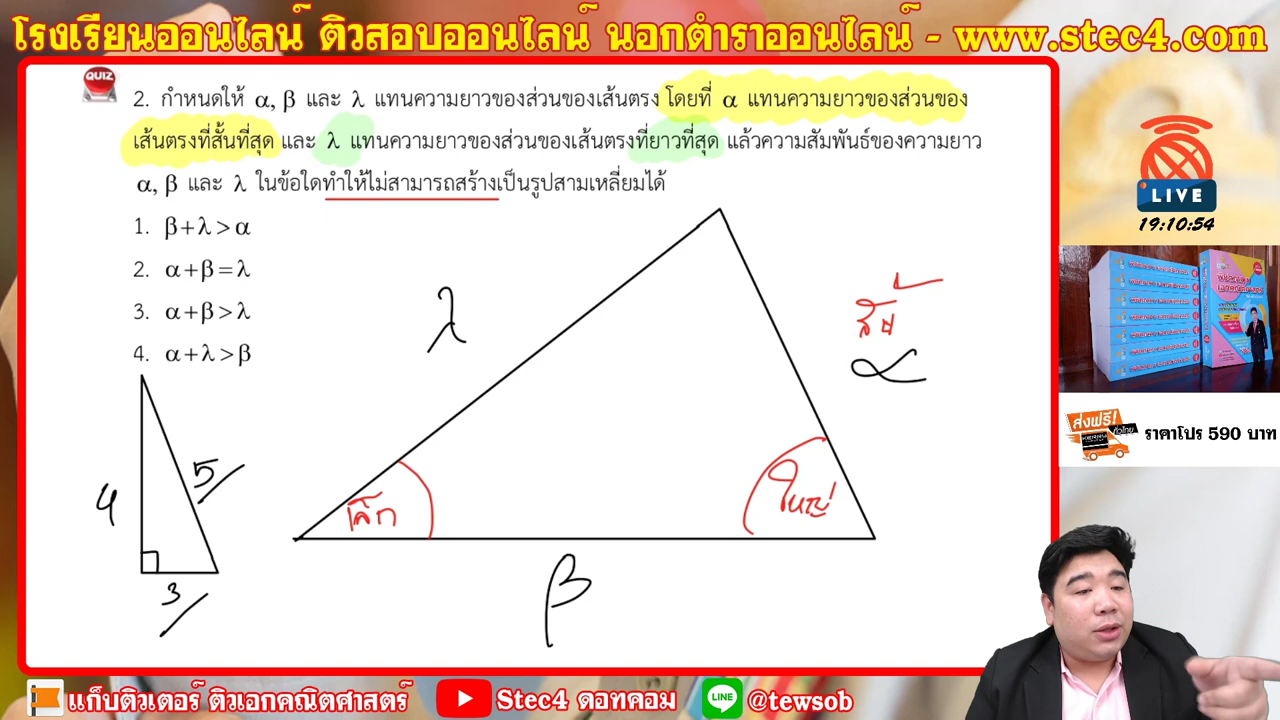 โรงเรียนออนไลน์ ติวสอบออนไลน์ นอกตำราออนไลน์ - www.stec4.com
QUIZ
2. กำหนดให้ α, β และ λ แทนความยาวของส่วนของเส้นตรง โดยที่ α แทนความยาวของส่วนของ
เส้นตรงที่สั้นที่สุด และ λ แทนความยาวของส่วนของเส้นตรงที่ยาวที่สุด แล้วความสัมพันธ์ของความยาว
α, β และ λ ในข้อใดทำให้ไม่สามารถสร้างเป็นรูปสามเหลี่ยมได้
1. β+λ>α
2. α+β=λ
3. α+β>λ
4. α+λ>β
λ
สั้น
α
4
5
3
เล็ก
ใหญ่
β
LIVE
19:10:54
ส่งฟรี!
ทั่วไทย
ราคาโปร 590 บาท
แก๊บติวเตอร์ ติวเอกคณิตศาสตร์
Stec4 ดอทคอม
LINE
@tewsob